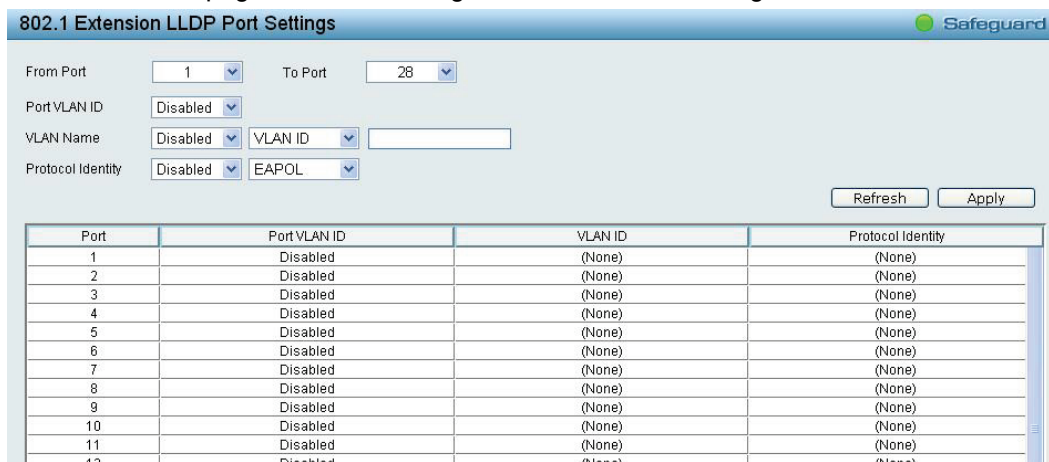 802.1 Extension LLDP Port Settings Safeguard
From Port 1 To Port 28
Port VLAN ID Disabled
VLAN Name Disabled VLAN ID
Protocol Identity Disabled EAPOL
Refresh Apply
Port Port VLAN ID VLAN ID Protocol Identity
1 Disabled (None) (None)
2 Disabled (None) (None)
3 Disabled (None) (None)
4 Disabled (None) (None)
5 Disabled (None) (None)
6 Disabled (None) (None)
7 Disabled (None) (None)
8 Disabled (None) (None)
9 Disabled (None) (None)
10 Disabled (None) (None)
11 Disabled (None) (None)
12 Disabled (None) (None)